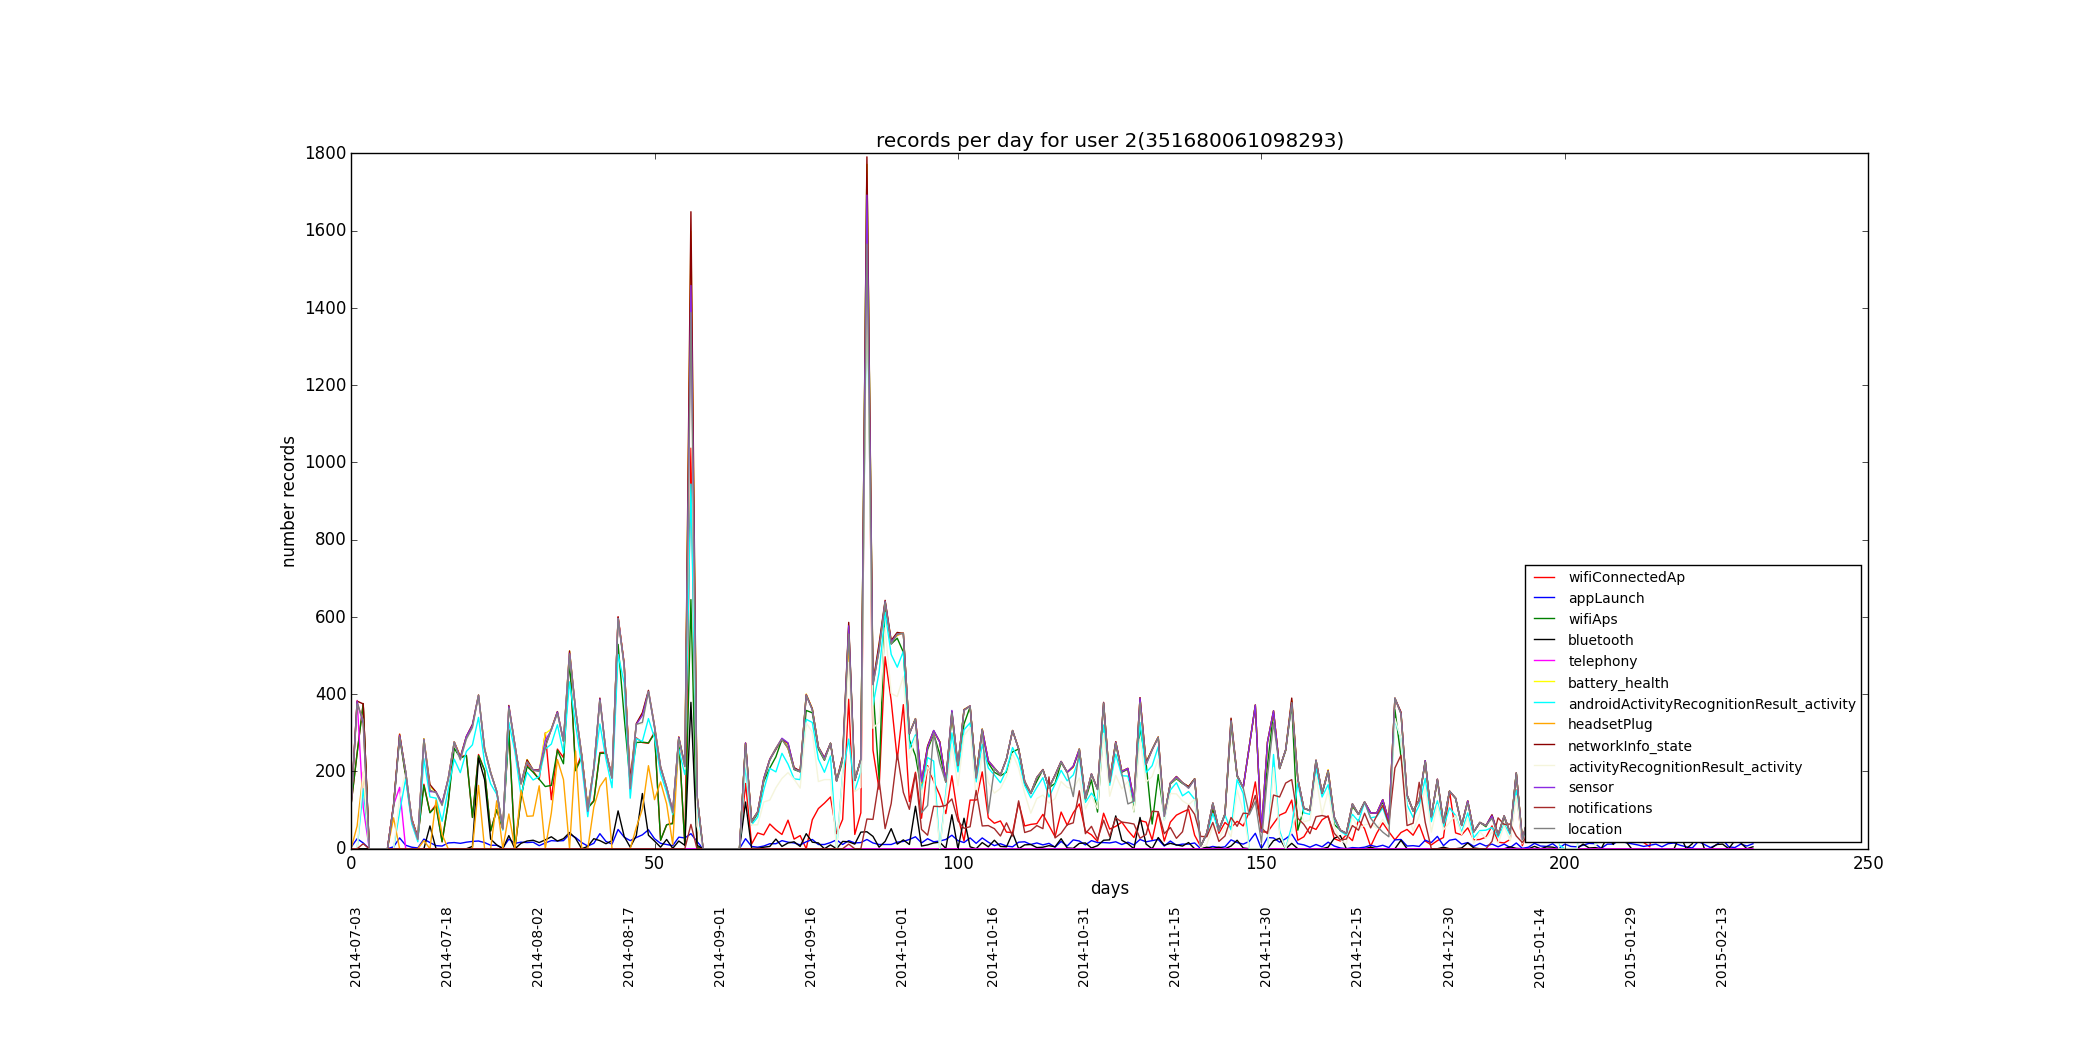 records per day for user 2(351680061098293)
1800
1600
1400
1200
1000
800
600
400
200
0
number records
wifiConnectedAp
appLaunch
wifiAps
bluetooth
telephony
battery_health
androidActivityRecognitionResult_activity
headsetPlug
networkInfo_state
activityRecognitionResult_activity
sensor
notifications
location
0 50 100 150 200 250
days
2014-07-03 2014-07-18 2014-08-02 2014-08-17 2014-09-01 2014-09-16 2014-10-01 2014-10-16 2014-10-31 2014-11-15 2014-11-30 2014-12-15 2014-12-30 2015-01-14 2015-01-29 2015-02-13